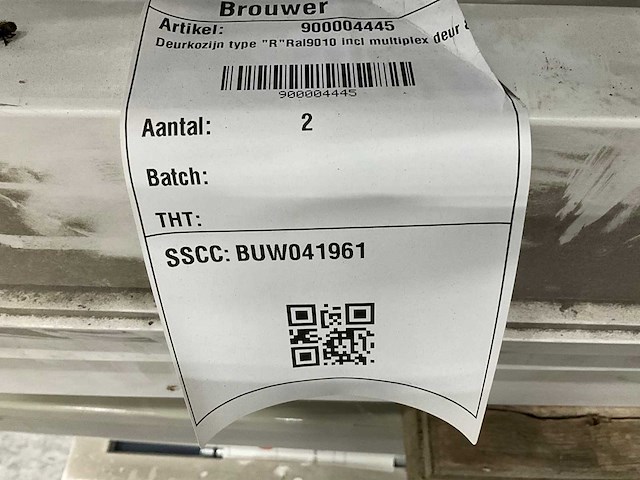 Brouwer
Artikel: 900004445
Deurkozijn type "R"Ral9010 incl multiplex deur
900004445
Aantal: 2
Batch:
THT:
SSCC: BUW041961